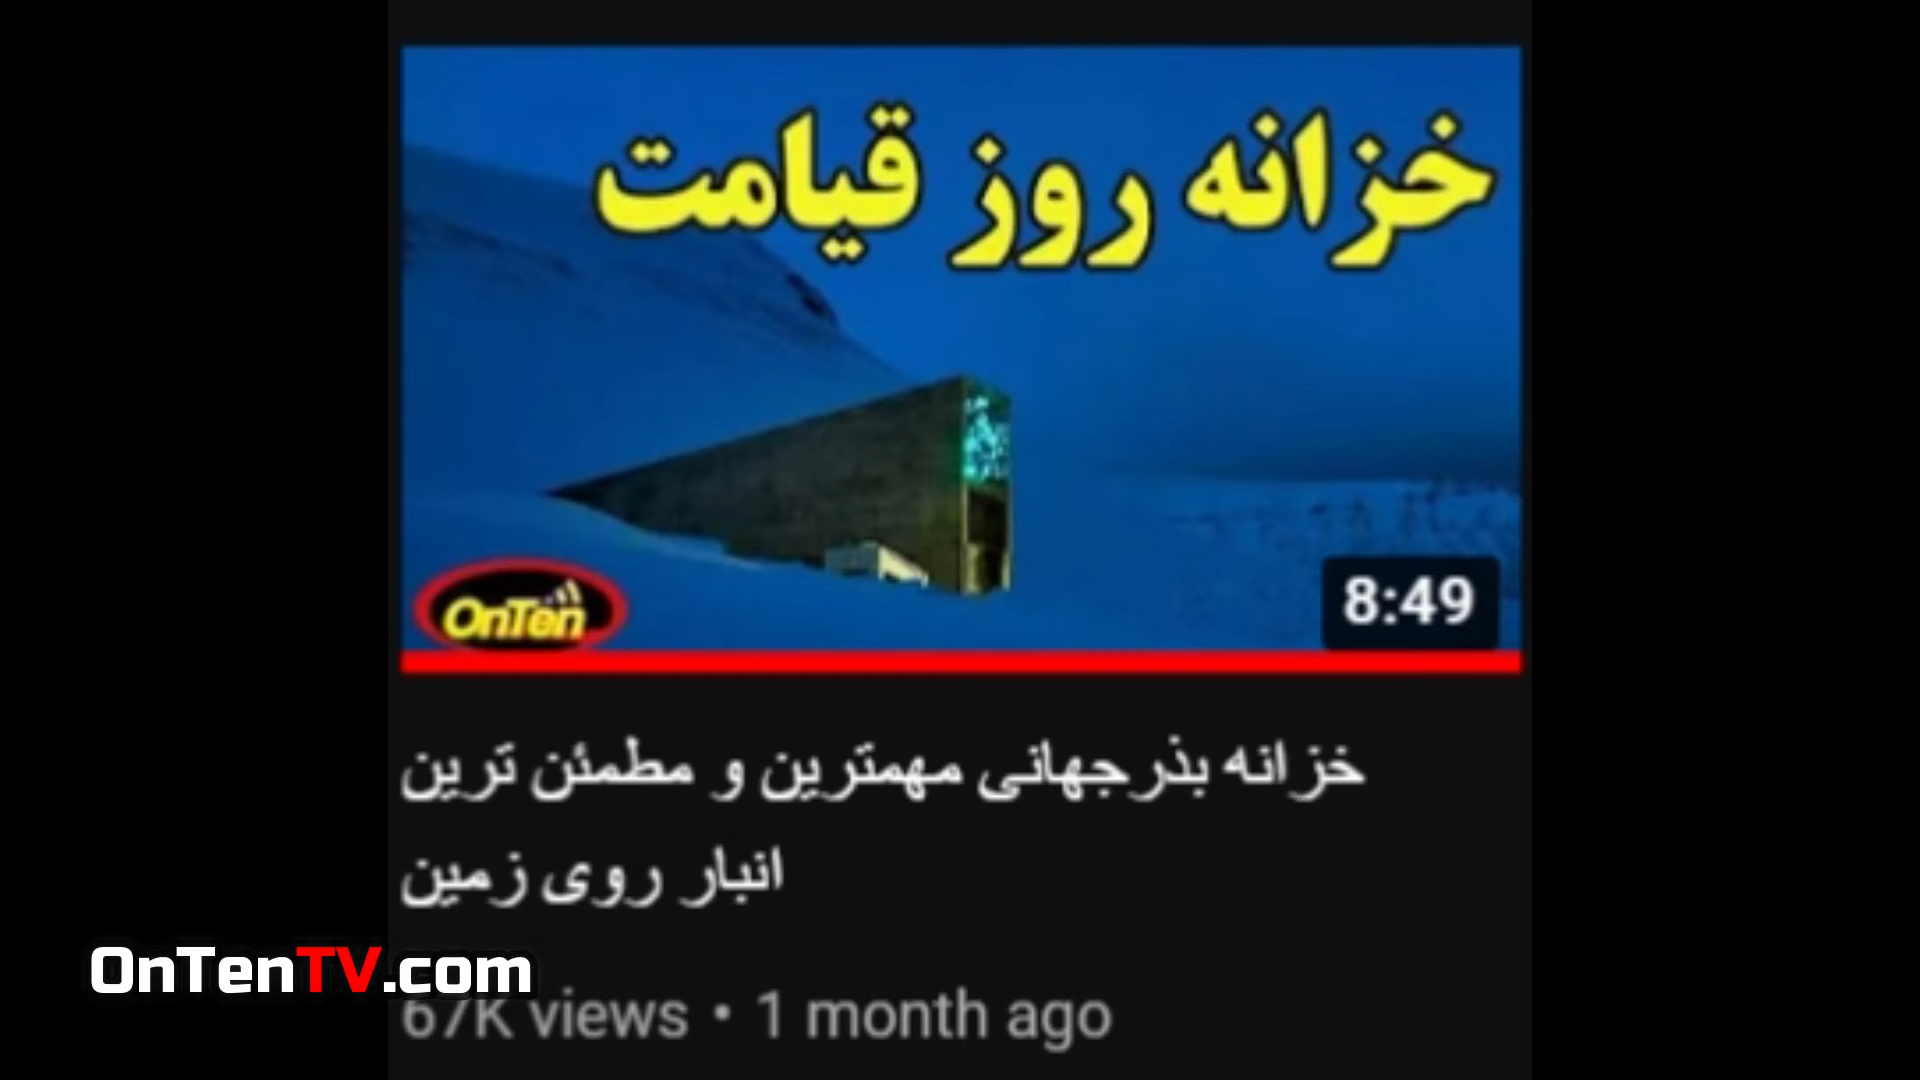 خزانه روز قیامت
OnTen
8:49
خزانه بذرجهانی مهمترین و مطمئن ترین
انبار روی زمین
OnTenTV.com
67K views • 1 month ago